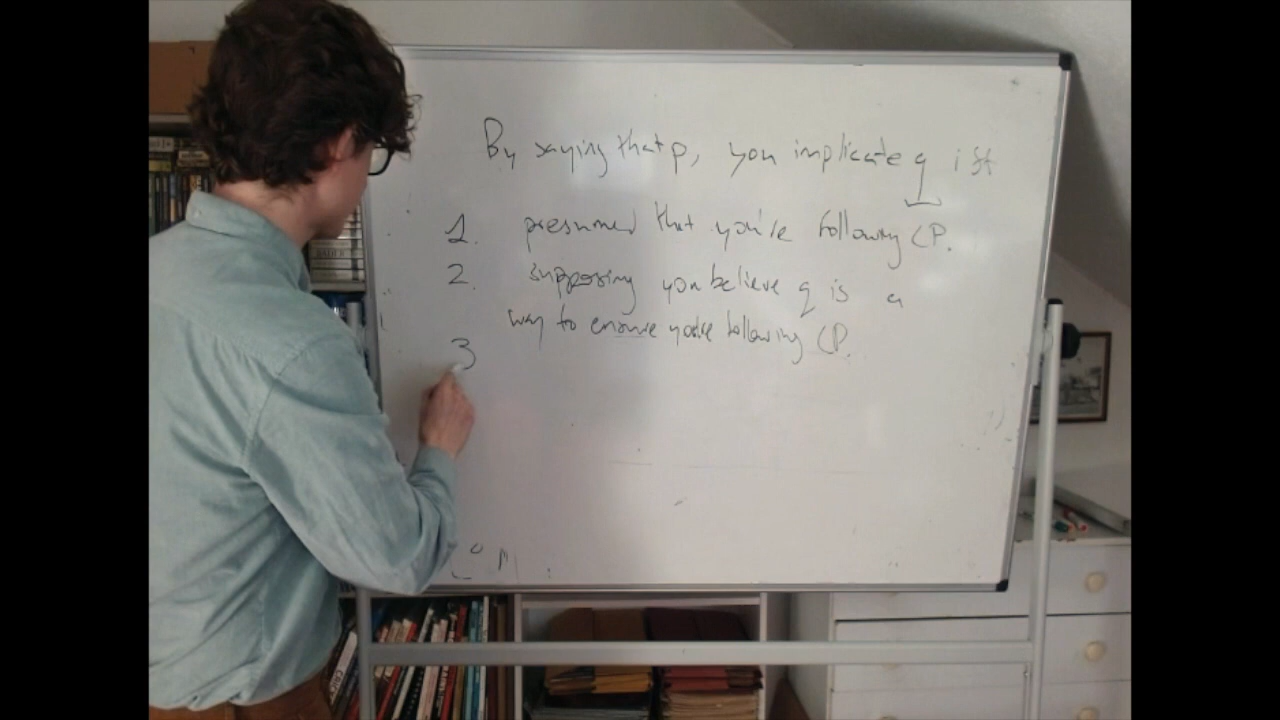 By saying that p, you implicate q iff
1. presumed that you're following CP.
2. supposing you believe q is a
way to ensure you're following CP.
3